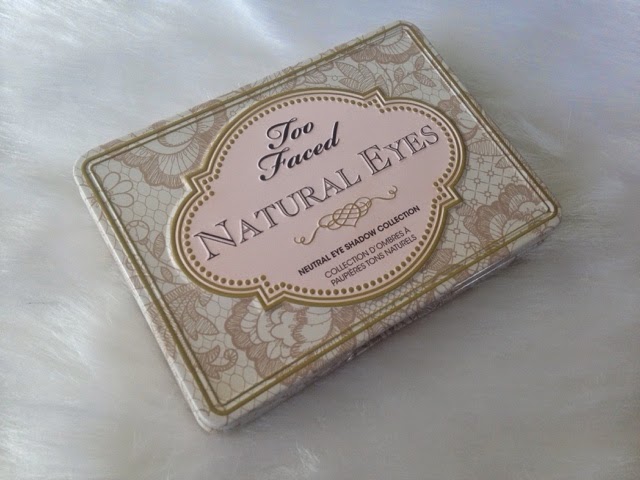 Too
Faced
NATURAL EYES
NEUTRAL EYE SHADOW COLLECTION
COLLECTION D'OMBRES À
PAUPIÈRES TONS NATURELS